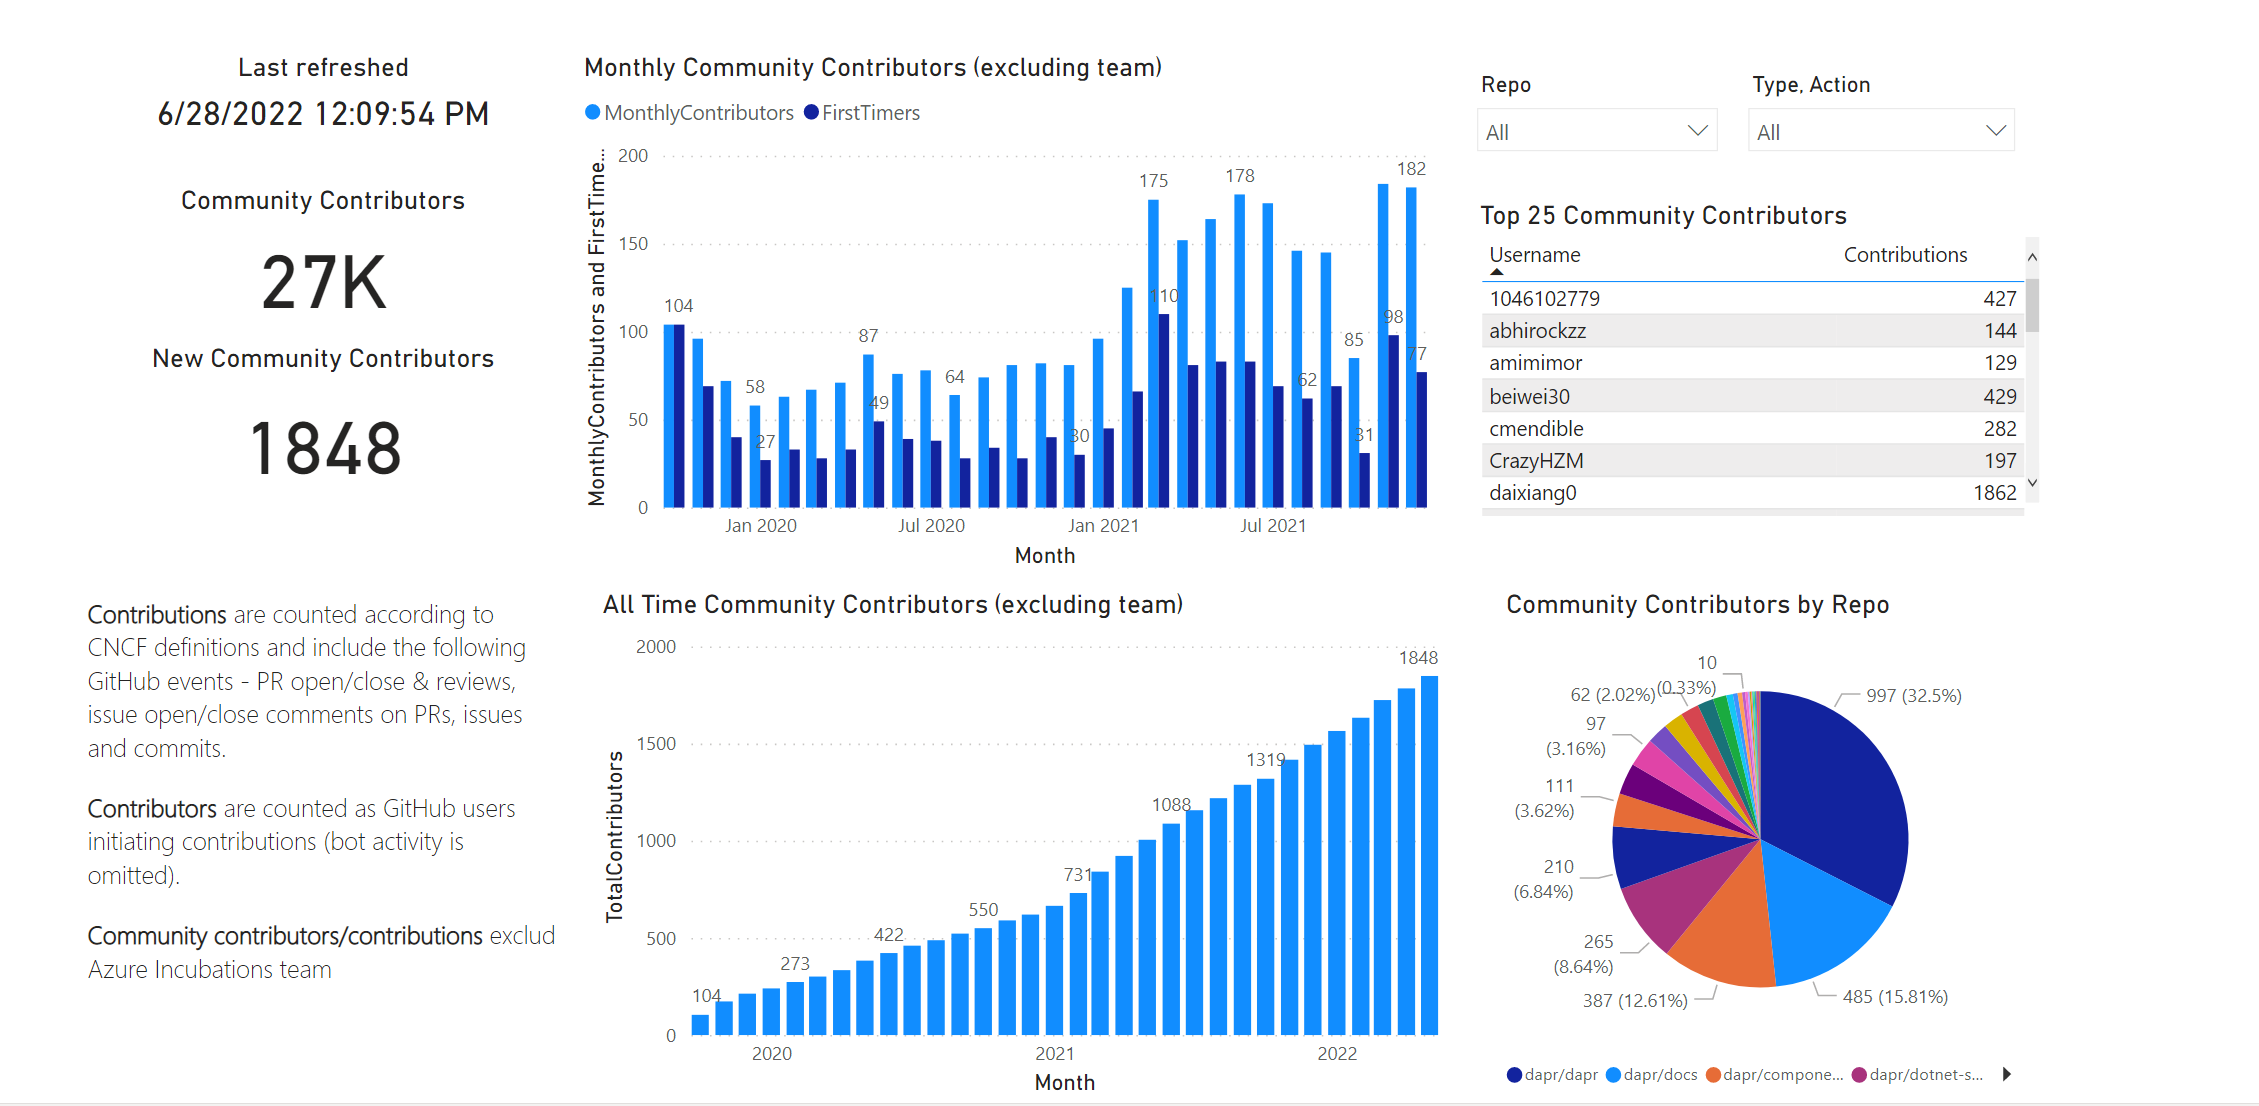 Last refreshed
6/28/2022 12:09:54 PM
Community Contributors
27K
New Community Contributors
1848
Contributions are counted according to
CNCF definitions and include the following
GitHub events - PR open/close & reviews,
issue open/close comments on PRs, issues
and commits.
Contributors are counted as GitHub users
initiating contributions (bot activity is
omitted).
Community contributors/contributions exclud
Azure Incubations team
Monthly Community Contributors (excluding team)
MonthlyContributors FirstTimers
MonthlyContributors and FirstTime...
200
150
100
50
0
104
58
27
87
49
64
30
175
110
178
62
85
31
98
182
77
Jan 2020 Jul 2020 Jan 2021 Jul 2021
Month
All Time Community Contributors (excluding team)
TotalContributors
2000
1500
1000
500
0
104
273
422
550
731
1088
1319
1848
2020 2021 2022
Month
Repo
All
Type, Action
All
Top 25 Community Contributors
Username Contributions
1046102779 427
abhirockzz 144
amimimor 129
beiwei30 429
cmendible 282
CrazyHZM 197
daixiang0 1862
Community Contributors by Repo
997 (32.5%)
485 (15.81%)
387 (12.61%)
265
(8.64%)
210
(6.84%)
111
(3.62%)
97
(3.16%)
62 (2.02%)
10
(0.33%)
dapr/dapr dapr/docs dapr/compone... dapr/dotnet-s...